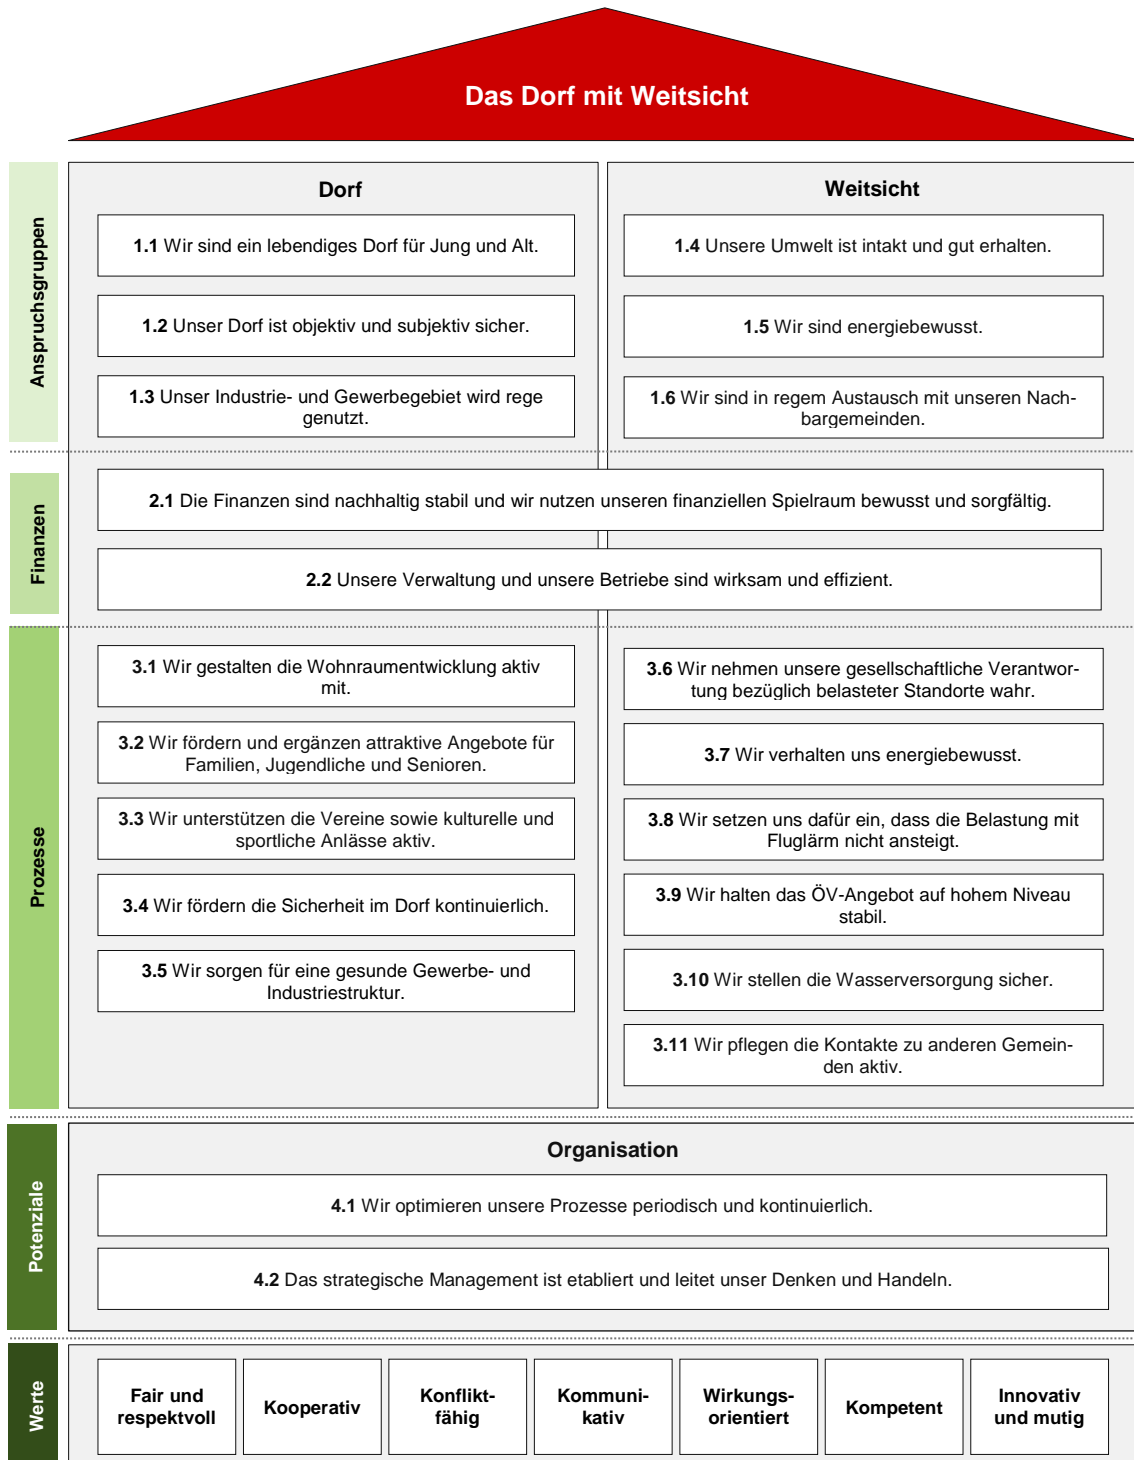 Das Dorf mit Weitsicht
Anspruchsgruppen
Dorf
1.1 Wir sind ein lebendiges Dorf für Jung und Alt.
1.2 Unser Dorf ist objektiv und subjektiv sicher.
1.3 Unser Industrie- und Gewerbegebiet wird rege
genutzt.
Weitsicht
1.4 Unsere Umwelt ist intakt und gut erhalten.
1.5 Wir sind energiebewusst.
1.6 Wir sind in regem Austausch mit unseren Nach-
bargemeinden.
Finanzen
2.1 Die Finanzen sind nachhaltig stabil und wir nutzen unseren finanziellen Spielraum bewusst und sorgfältig.
2.2 Unsere Verwaltung und unsere Betriebe sind wirksam und effizient.
Prozesse
3.1 Wir gestalten die Wohnraumentwicklung aktiv
mit.
3.2 Wir fördern und ergänzen attraktive Angebote für
Familien, Jugendliche und Senioren.
3.3 Wir unterstützen die Vereine sowie kulturelle und
sportliche Anlässe aktiv.
3.4 Wir fördern die Sicherheit im Dorf kontinuierlich.
3.5 Wir sorgen für eine gesunde Gewerbe- und
Industriestruktur.
3.6 Wir nehmen unsere gesellschaftliche Verantwor-
tung bezüglich belasteter Standorte wahr.
3.7 Wir verhalten uns energiebewusst.
3.8 Wir setzen uns dafür ein, dass die Belastung mit
Fluglärm nicht ansteigt.
3.9 Wir halten das ÖV-Angebot auf hohem Niveau
stabil.
3.10 Wir stellen die Wasserversorgung sicher.
3.11 Wir pflegen die Kontakte zu anderen Gemein-
den aktiv.
Potenziale
Organisation
4.1 Wir optimieren unsere Prozesse periodisch und kontinuierlich.
4.2 Das strategische Management ist etabliert und leitet unser Denken und Handeln.
Werte
Fair und
respektvoll
Kooperativ
Konflikt-
fähig
Kommuni-
kativ
Wirkungs-
orientiert
Kompetent
Innovativ
und mutig